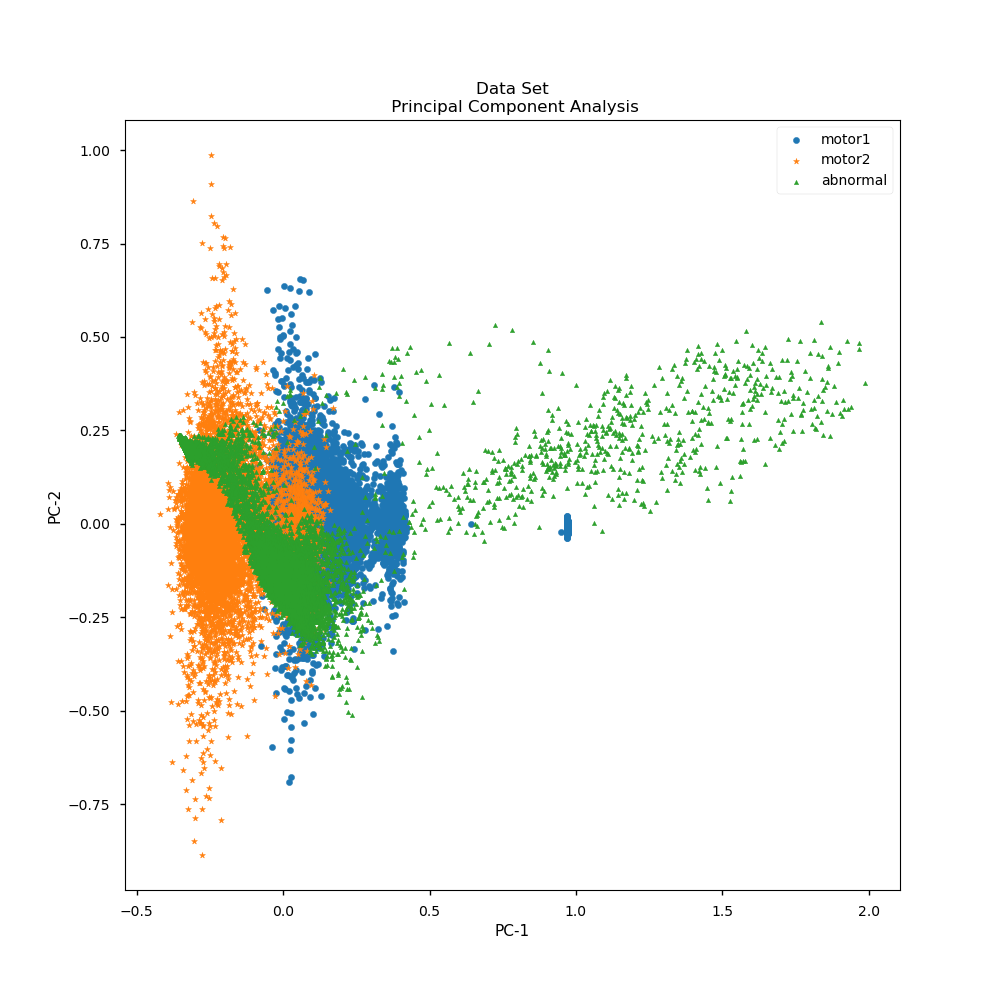 Data Set
Principal Component Analysis
motor1
motor2
abnormal
1.00
0.75
0.50
0.25
0.00
−0.25
−0.50
−0.75
PC-2
−0.5
0.0
0.5
1.0
1.5
2.0
PC-1